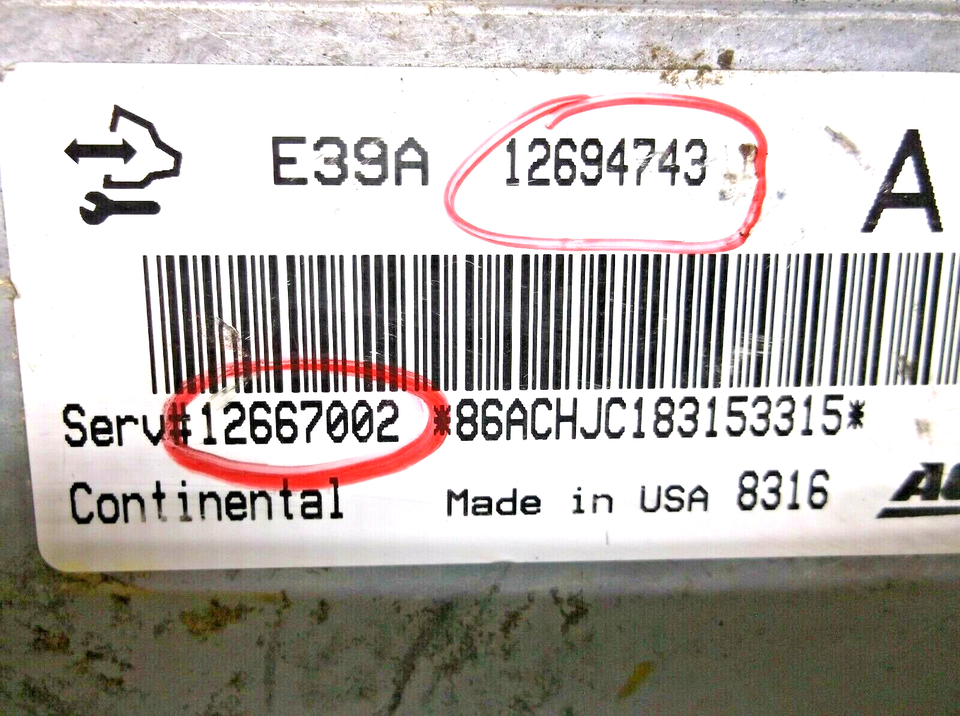 E39A 12694743 A
Serv#12667002 *86ACHJC183153315*
Continental Made in USA 8316